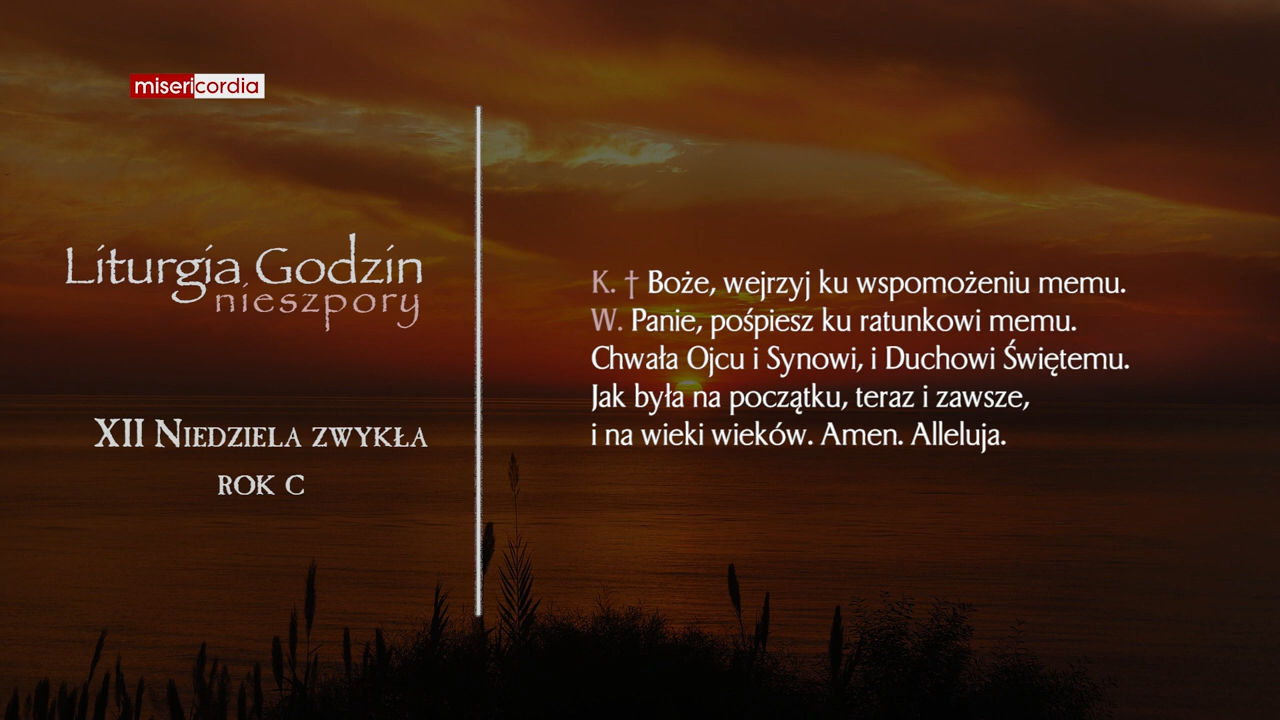 misericordia
Liturgia Godzin
nieszpory
XII Niedziela zwykła
rok C
K. † Boże, wejrzyj ku wspomożeniu memu.
W. Panie, pośpiesz ku ratunkowi memu.
Chwała Ojcu i Synowi, i Duchowi Świętemu.
Jak była na początku, teraz i zawsze,
i na wieki wieków. Amen. Alleluja.